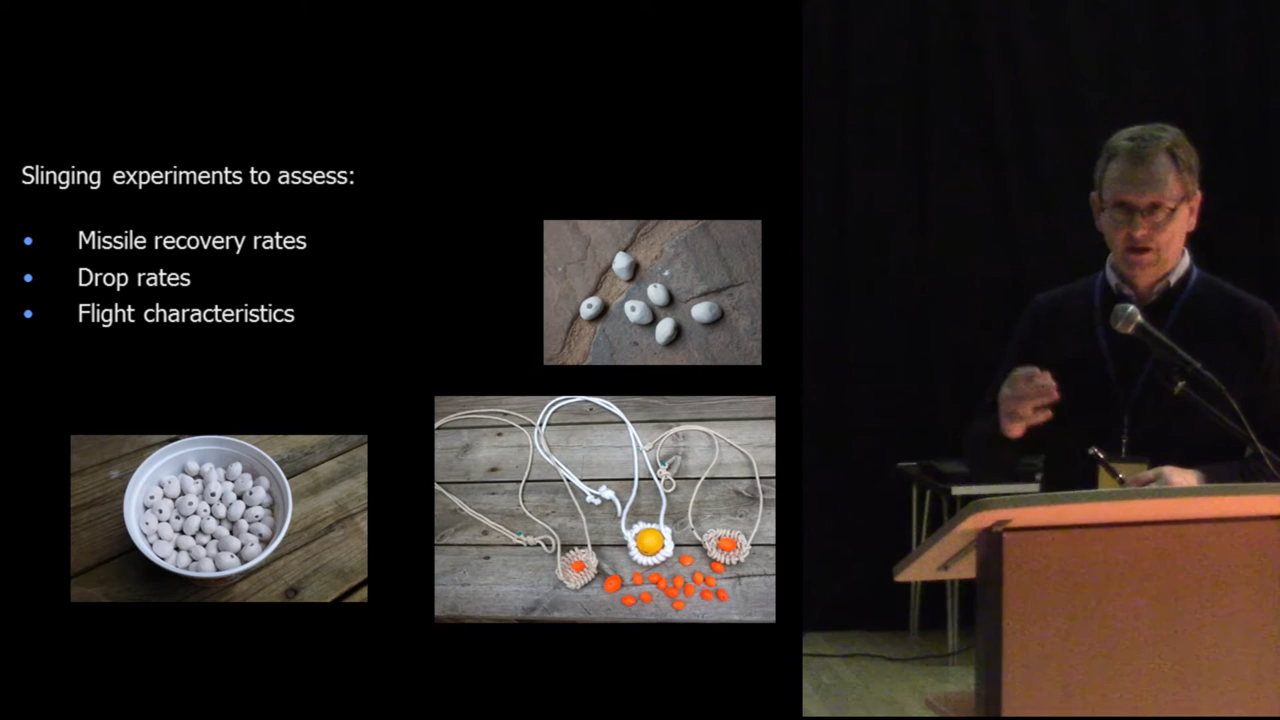 Slinging experiments to assess:
• Missile recovery rates
• Drop rates
• Flight characteristics